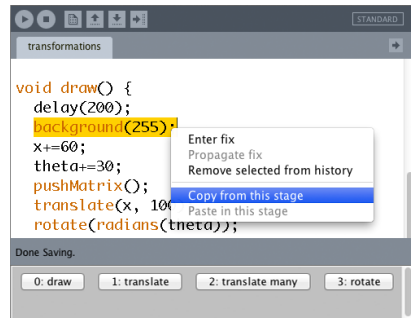 STANDARD
transformations
void draw() {
delay(200);
background(255);
x+=60;
theta+=30;
pushMatrix();
translate(x, 100
rotate(radians(theta));
Enter fix
Propagate fix
Remove selected from history
Copy from this stage
Paste in this stage
Done Saving.
0: draw
1: translate
2: translate many
3: rotate